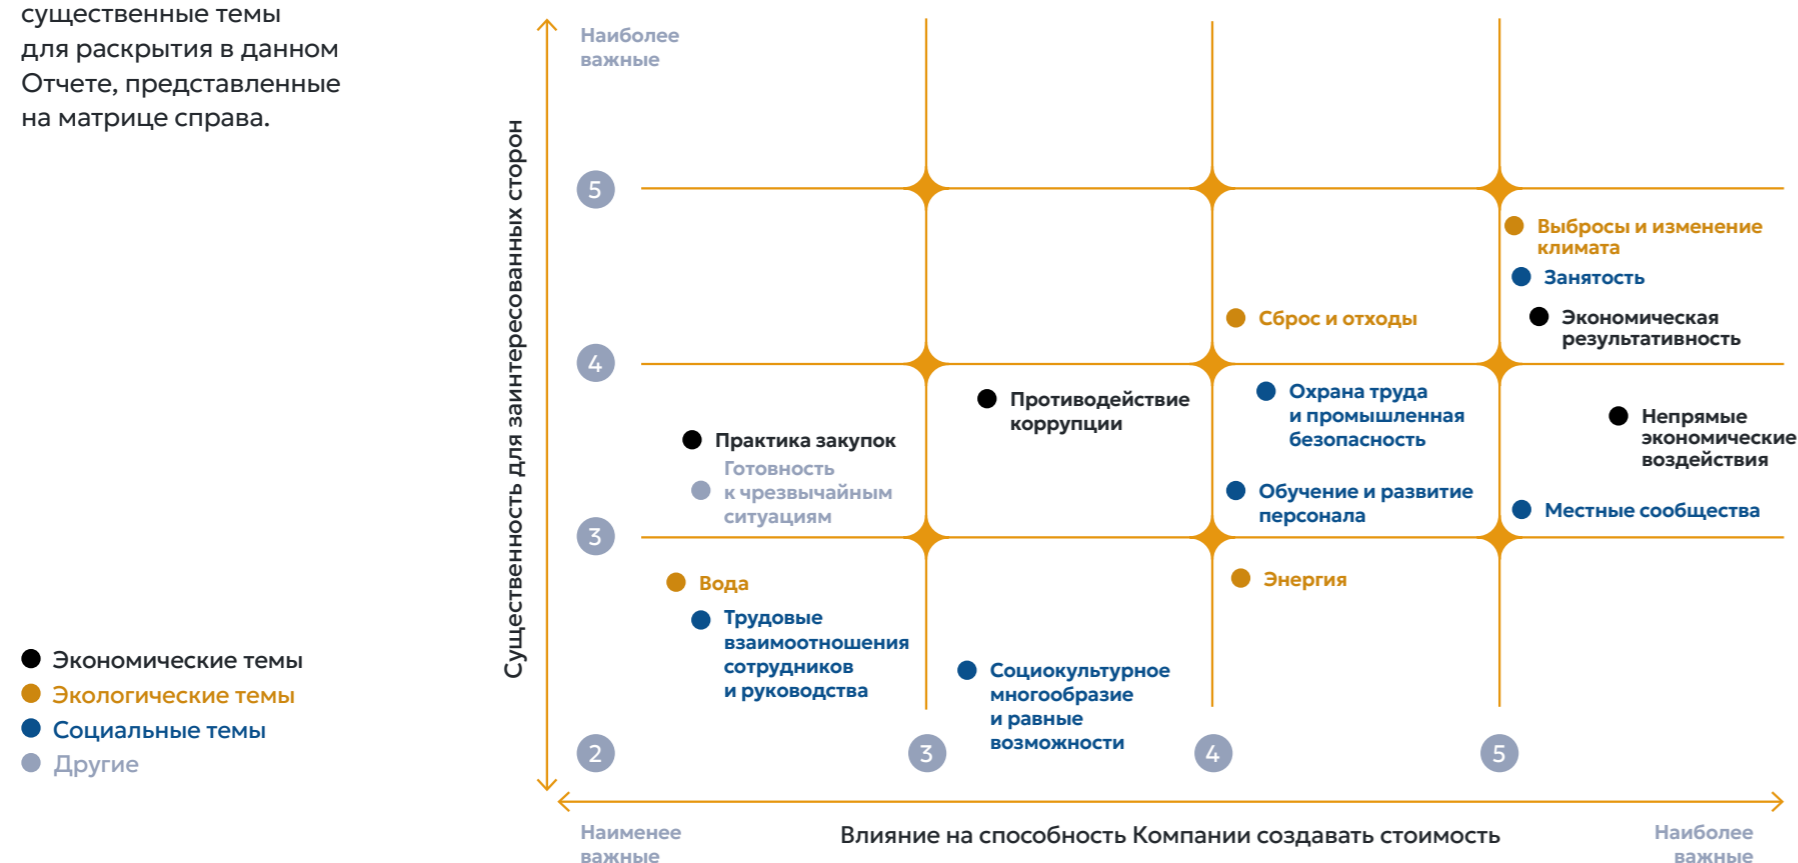 существенные темы
для раскрытия в данном
Отчете, представленные
на матрице справа.
Экономические темы
Экологические темы
Социальные темы
Другие
Существенность для заинтересованных сторон
Наиболее
важные
5
Выбросы и изменение
климата
Занятость
Сброс и отходы
Экономическая
результативность
4
Противодействие
коррупции
Охрана труда
и промышленная
безопасность
Непрямые
экономические
воздействия
Практика закупок
Готовность
к чрезвычайным
ситуациям
Обучение и развитие
персонала
Местные сообщества
3
Вода
Энергия
Трудовые
взаимоотношения
сотрудников
и руководства
Социокультурное
многообразие
и равные
возможности
2
3
4
5
Наименее
важные
Влияние на способность Компании создавать стоимость
Наиболее
важные